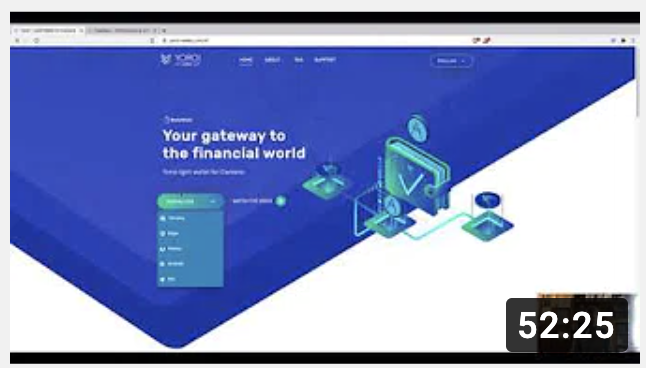 YOROI
HOME ABOUT FAQ SUPPORT
ENGLISH
Your gateway to
the financial world
Yoroi light wallet for Cardano
DOWNLOAD
WATCH THE VIDEO
Chrome
Edge
Firefox
Android
iOS
52:25